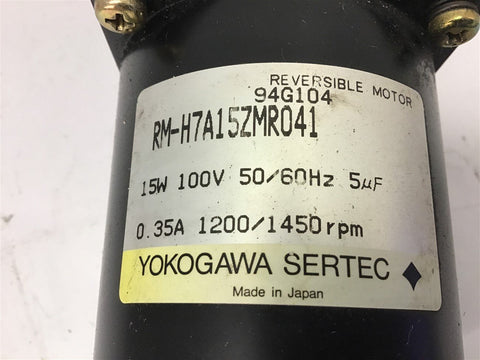 REVERSIBLE MOTOR
94G104
RM-H7A15ZMR041
15W 100V 50/60Hz 5μF
0.35A 1200/1450rpm
YOKOGAWA SERTEC
Made in Japan